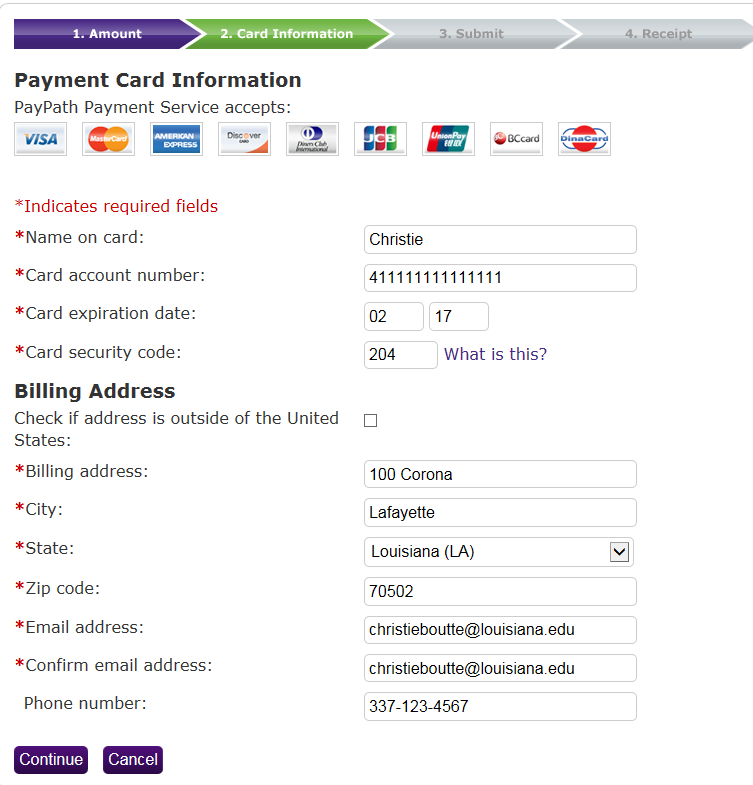 1. Amount 2. Card Information 3. Submit 4. Receipt
Payment Card Information
PayPath Payment Service accepts:
VISA MasterCard AMERICAN EXPRESS Discover CARD Diners Club International JCB UnionPay 银联 BCcard DinaCard
*Indicates required fields
*Name on card: Christie
*Card account number: 411111111111111
*Card expiration date: 02 17
*Card security code: 204 What is this?
Billing Address
Check if address is outside of the United
States:
*Billing address: 100 Corona
*City: Lafayette
*State: Louisiana (LA)
*Zip code: 70502
*Email address: christieboutte@louisiana.edu
*Confirm email address: christieboutte@louisiana.edu
Phone number: 337-123-4567
Continue Cancel